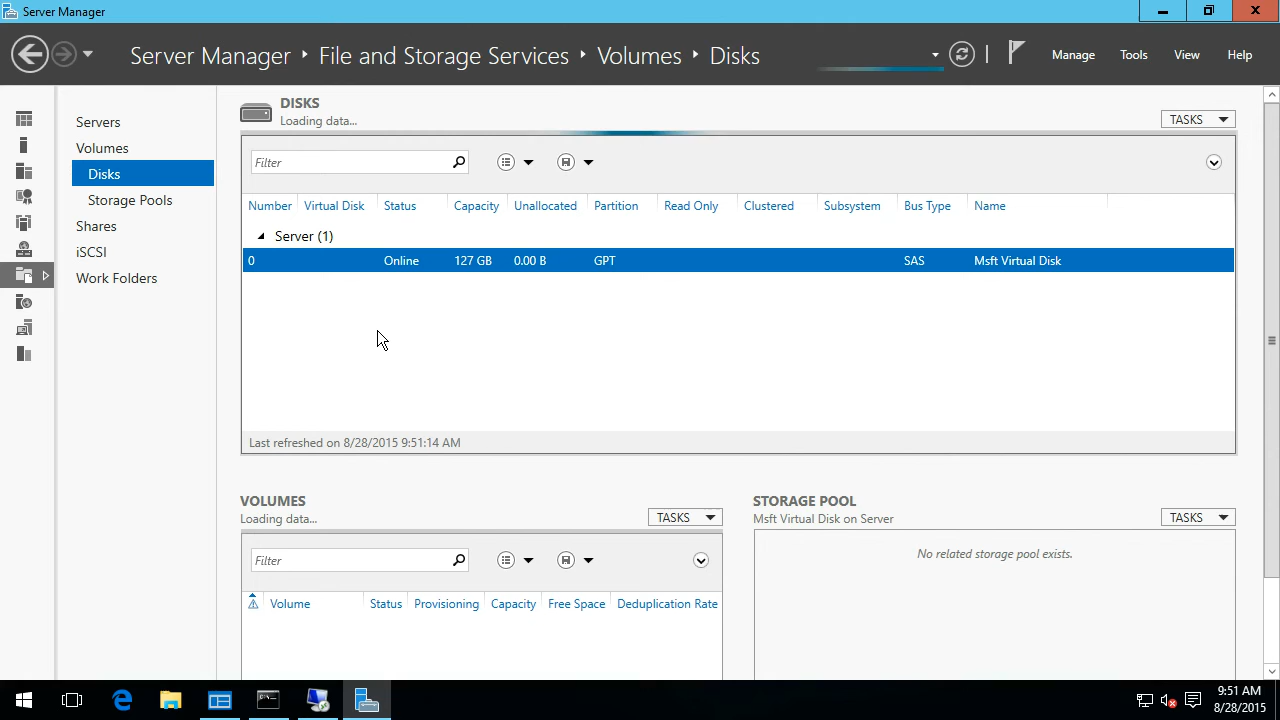 Server Manager
Server Manager ‣ File and Storage Services ‣ Volumes ‣ Disks
Manage Tools View Help
Servers
Volumes
Disks
Storage Pools
Shares
iSCSI
Work Folders
DISKS
Loading data...
TASKS
Filter
Number Virtual Disk Status Capacity Unallocated Partition Read Only Clustered Subsystem Bus Type Name
Server (1)
0 Online 127 GB 0.00 B GPT SAS Msft Virtual Disk
Last refreshed on 8/28/2015 9:51:14 AM
VOLUMES
Loading data...
TASKS
Filter
Volume Status Provisioning Capacity Free Space Deduplication Rate
STORAGE POOL
Msft Virtual Disk on Server
TASKS
No related storage pool exists.
9:51 AM
8/28/2015